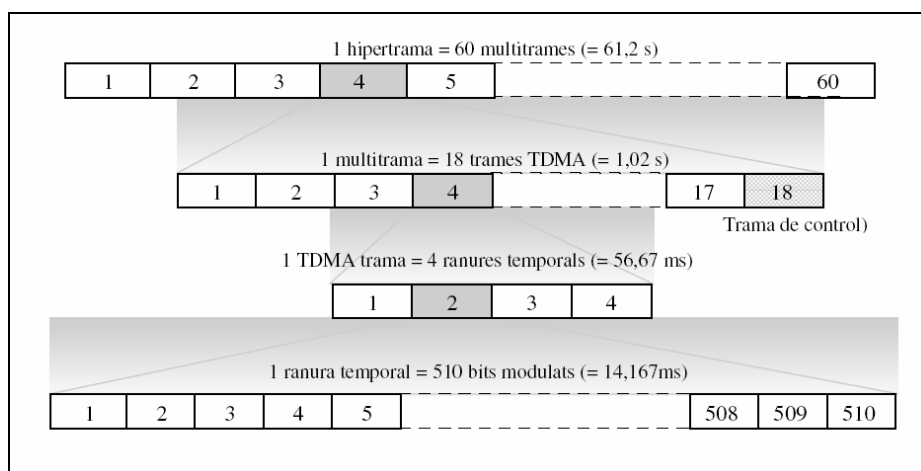 1 hipertrama = 60 multitrames (= 61,2 s)
1 2 3 4 5 60
1 multitrama = 18 trames TDMA (= 1,02 s)
1 2 3 4 17 18
Trama de control)
1 TDMA trama = 4 ranures temporals (= 56,67 ms)
1 2 3 4
1 ranura temporal = 510 bits modulats (= 14,167ms)
1 2 3 4 5 508 509 510